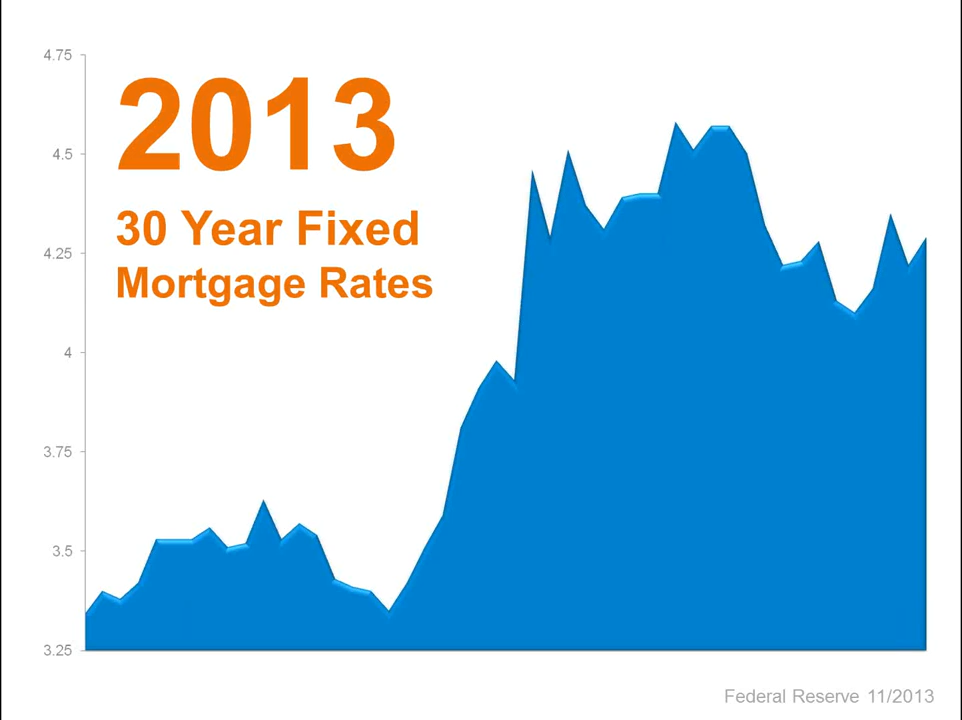 4.75
2013
4.5
30 Year Fixed
4.25
Mortgage Rates
4
3.75
3.5
3.25
Federal Reserve 11/2013